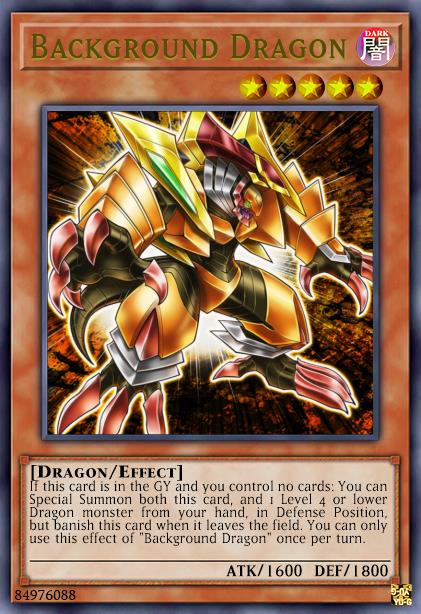 BACKGROUND DRAGON
DARK
闇
[DRAGON/EFFECT]
If this card is in the GY and you control no cards: You can
Special Summon both this card, and 1 Level 4 or lower
Dragon monster from your hand, in Defense Position,
but banish this card when it leaves the field. You can only
use this effect of "Background Dragon" once per turn.
ATK/1600 DEF/1800
84976088